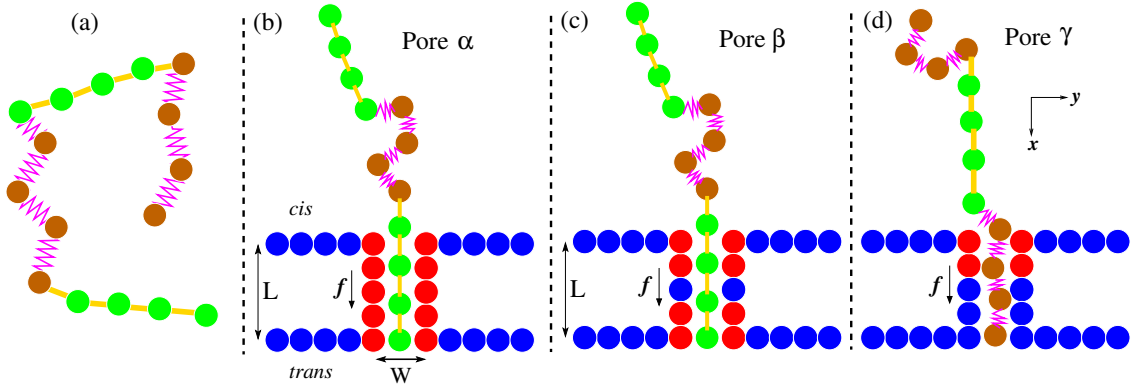 (a)
(b)
Pore α
cis
L
f
trans
W
(c)
Pore β
L
f
(d)
Pore γ
y
x
f